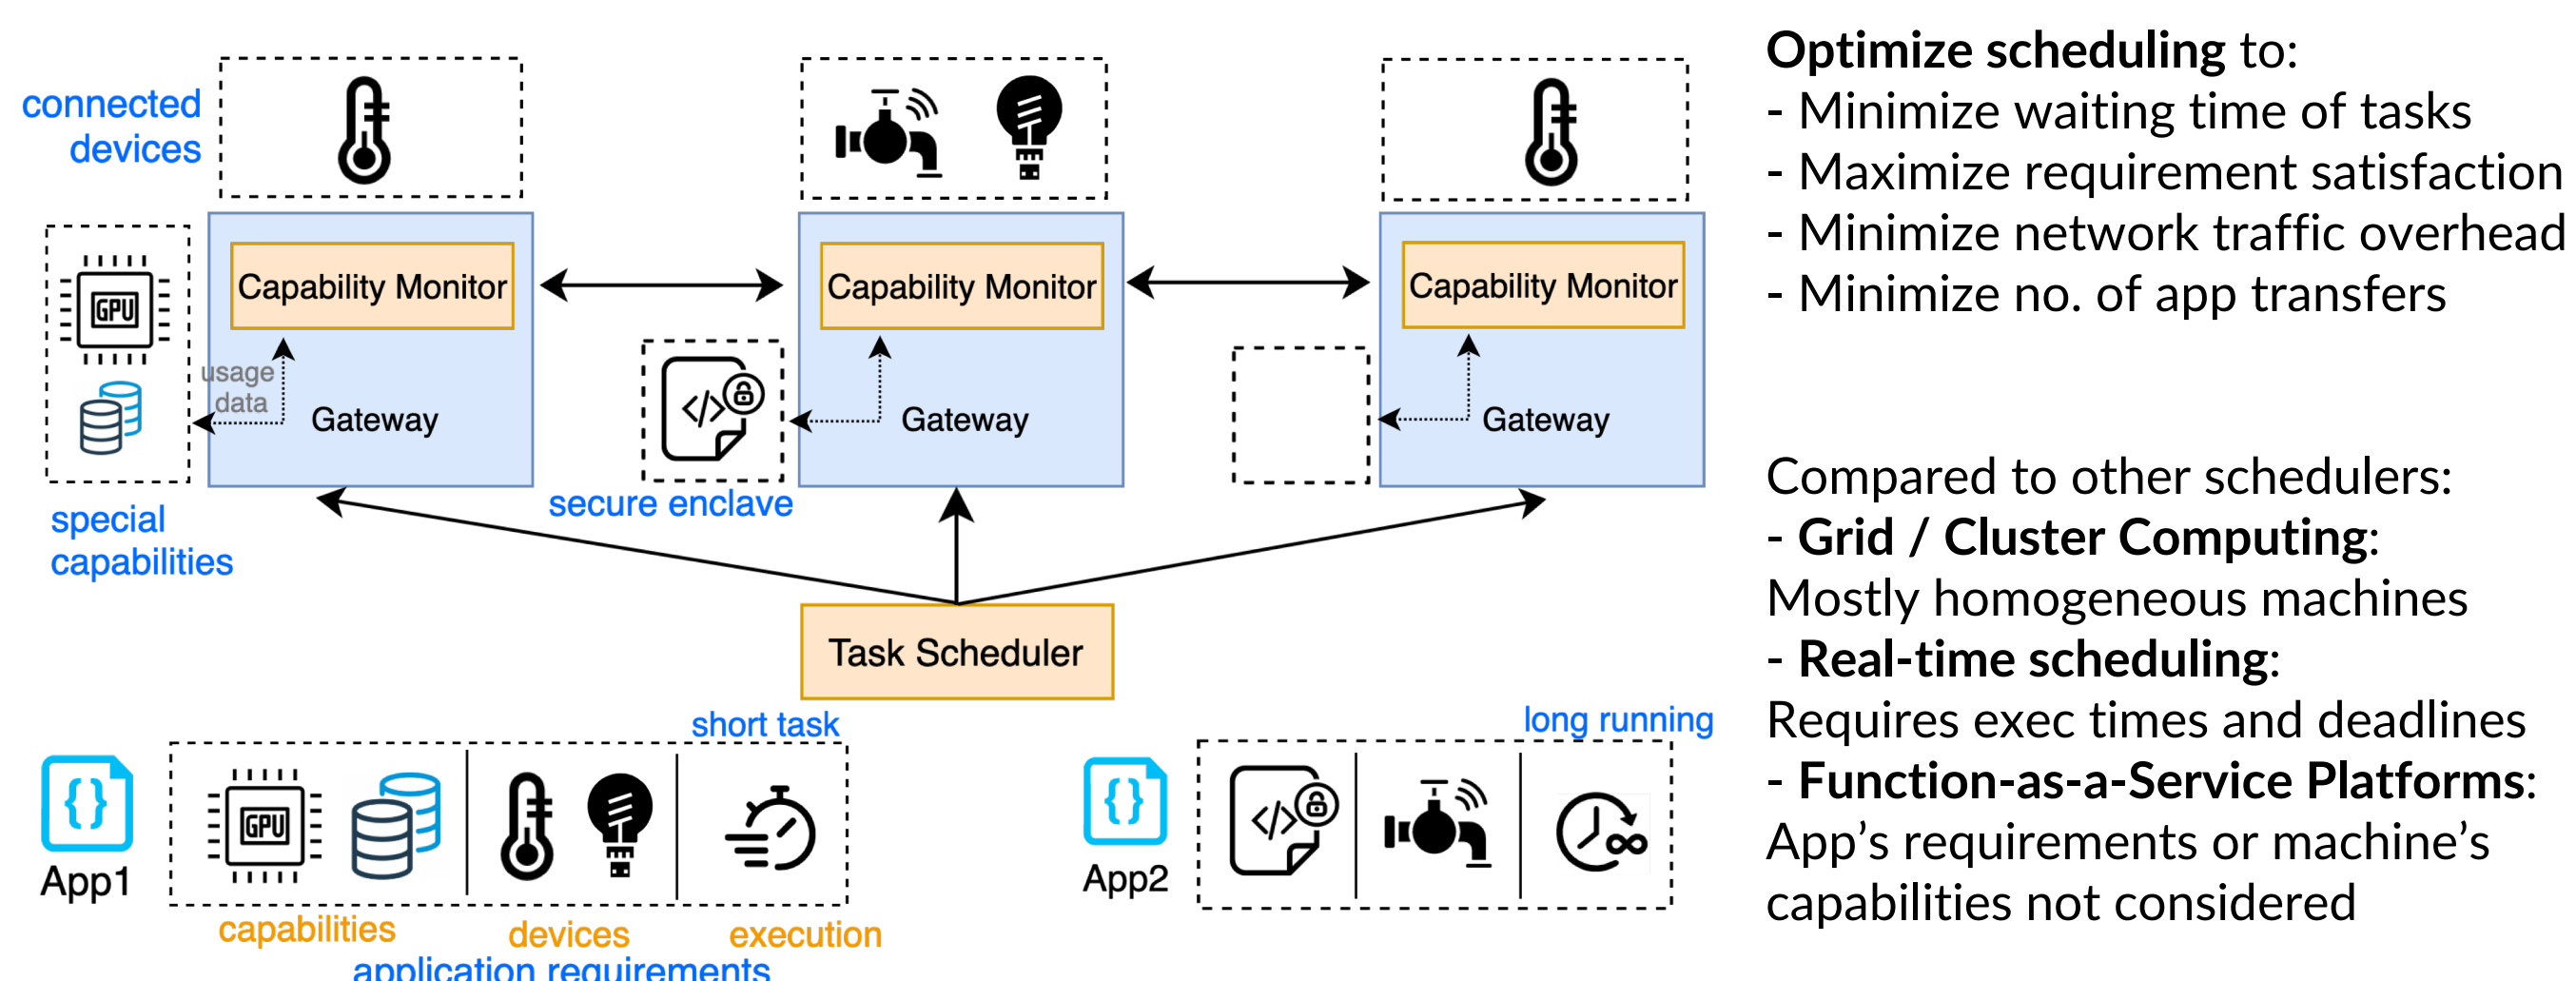 connected
devices
GPU
usage
data
special
capabilities
Capability Monitor
Gateway
secure enclave
Capability Monitor
Gateway
Capability Monitor
Gateway
Task Scheduler
App1
short task
GPU
capabilities
devices
execution
application requirements
App2
long running
Optimize scheduling to:
- Minimize waiting time of tasks
- Maximize requirement satisfaction
- Minimize network traffic overhead
- Minimize no. of app transfers
Compared to other schedulers:
- Grid / Cluster Computing:
Mostly homogeneous machines
- Real-time scheduling:
Requires exec times and deadlines
- Function-as-a-Service Platforms:
App’s requirements or machine’s
capabilities not considered